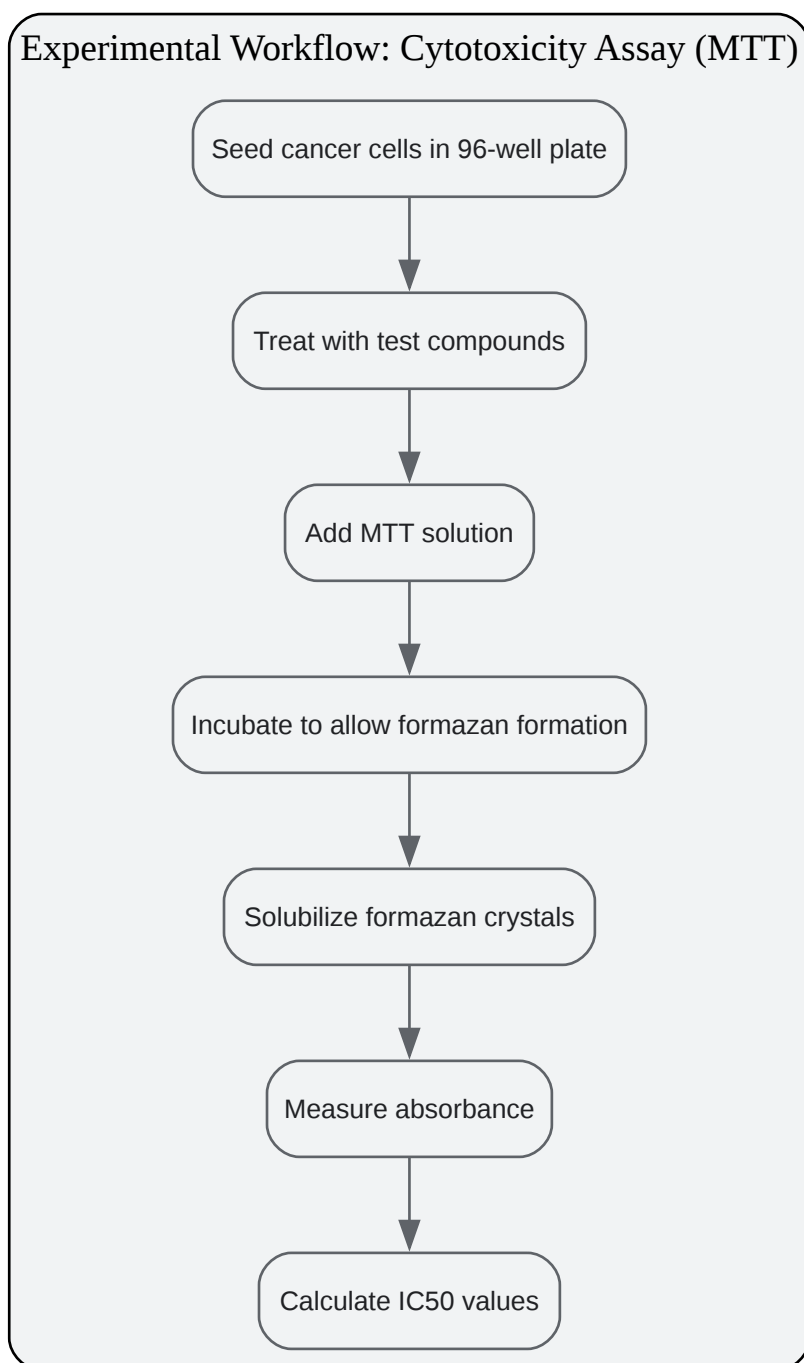 Experimental Workflow: Cytotoxicity Assay (MTT)
Seed cancer cells in 96-well plate
Treat with test compounds
Add MTT solution
Incubate to allow formazan formation
Solubilize formazan crystals
Measure absorbance
Calculate IC50 values